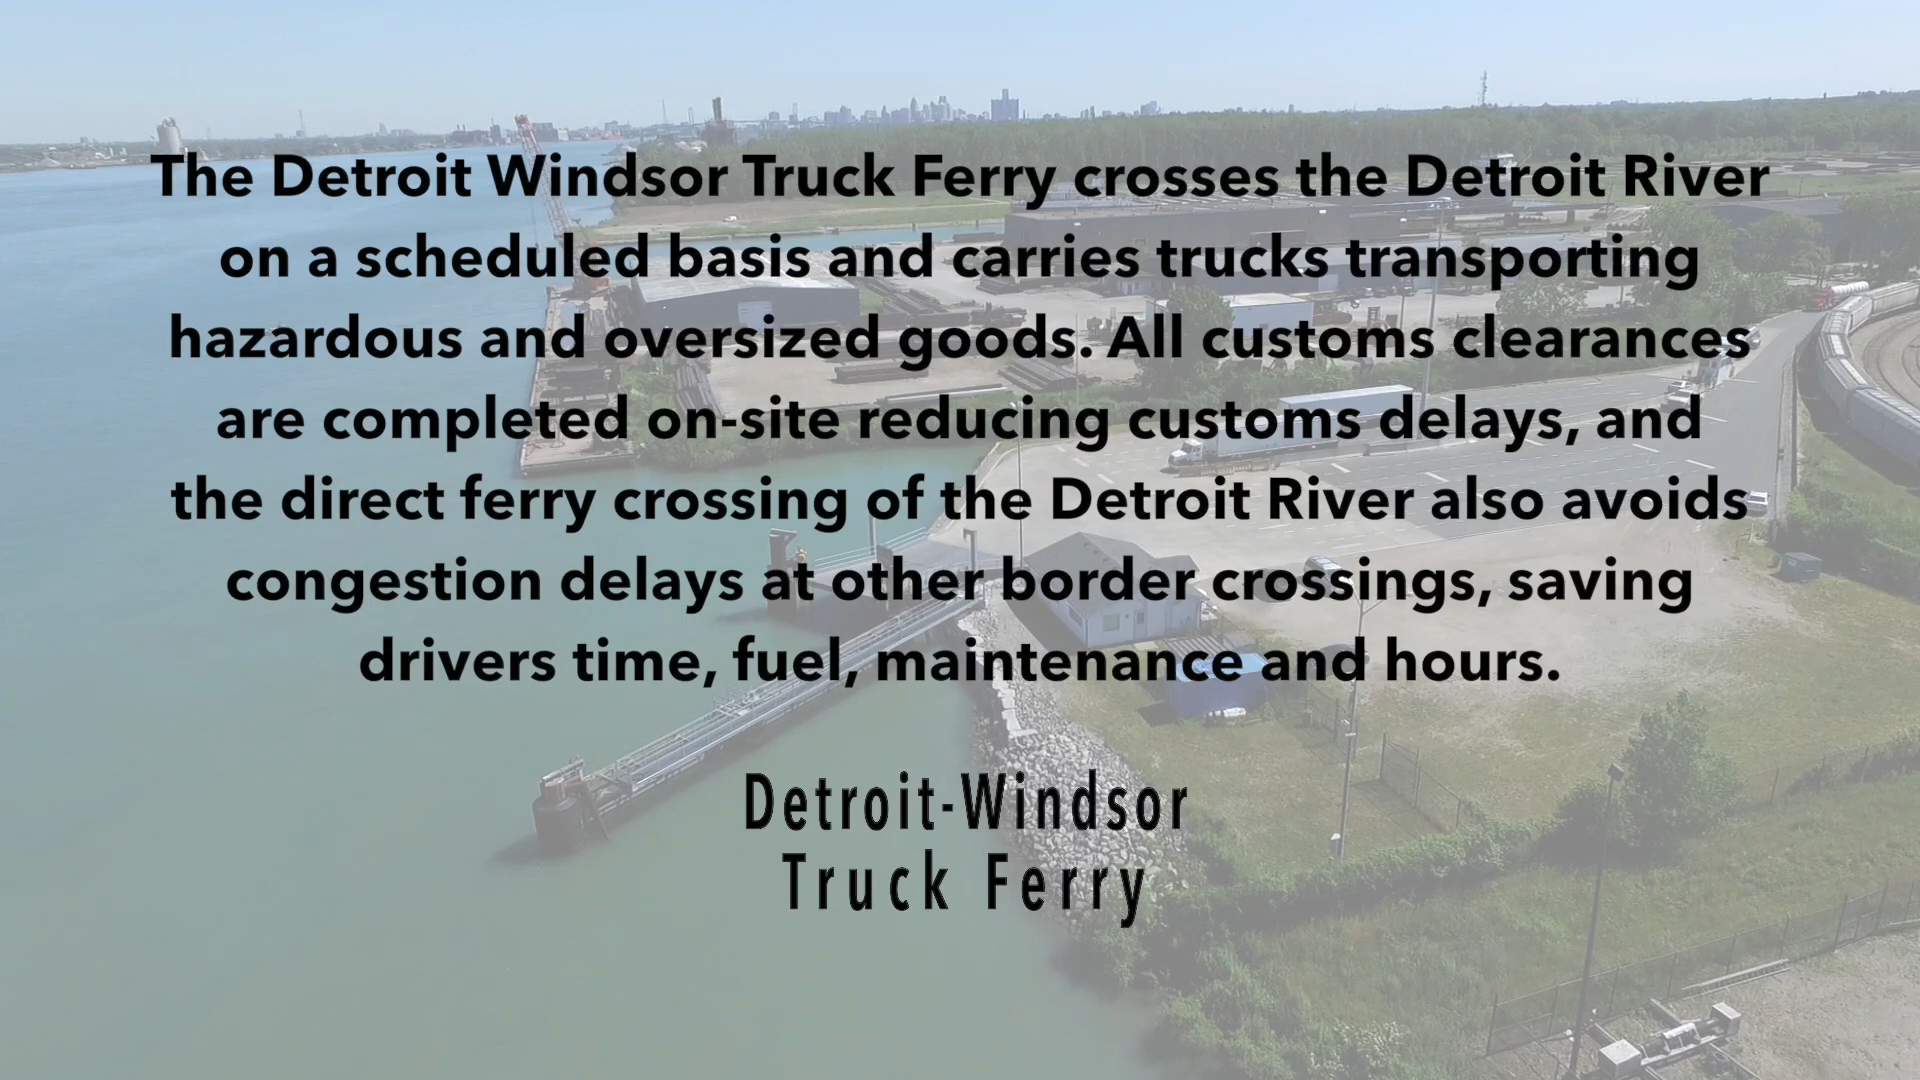 The Detroit Windsor Truck Ferry crosses the Detroit River
on a scheduled basis and carries trucks transporting
hazardous and oversized goods. All customs clearances
are completed on-site reducing customs delays, and
the direct ferry crossing of the Detroit River also avoids
congestion delays at other border crossings, saving
drivers time, fuel, maintenance and hours.
Detroit-Windsor
Truck Ferry